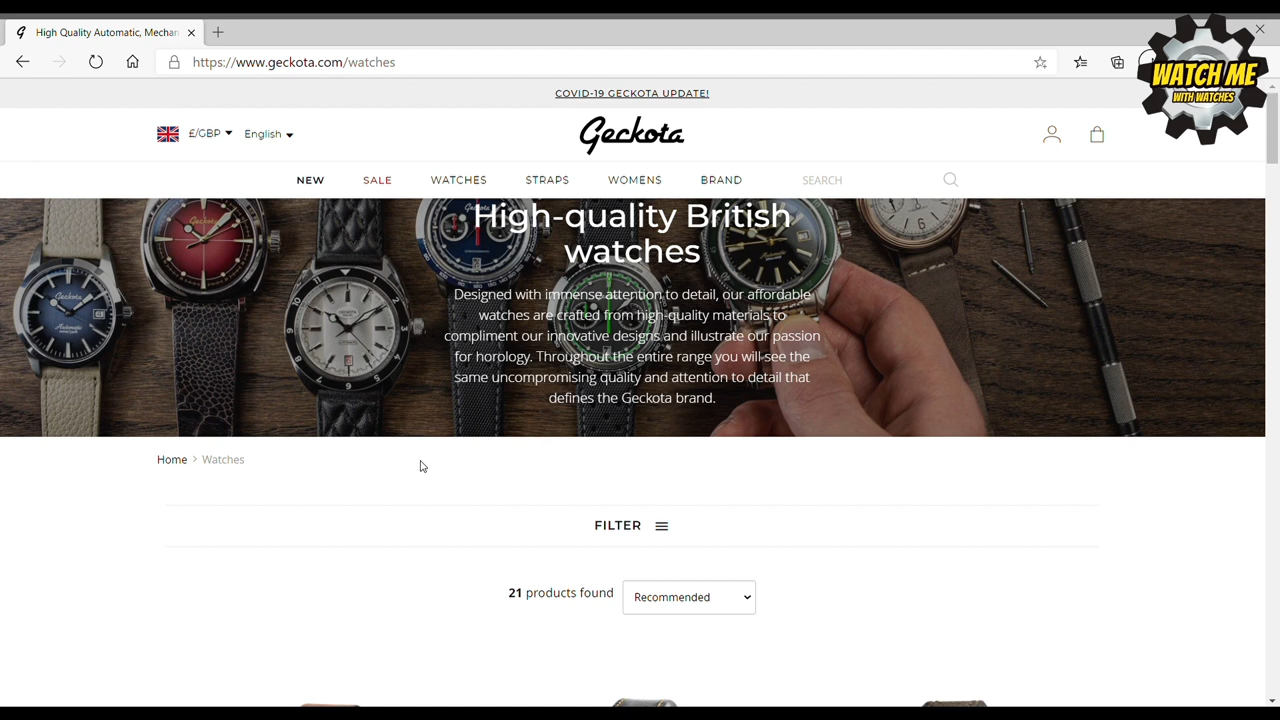 High Quality Automatic, Mechan
https://www.geckota.com/watches
WATCH ME
WITH WATCHES
COVID-19 GECKOTA UPDATE!
£/GBP English
Geckota
NEW SALE WATCHES STRAPS WOMENS BRAND SEARCH
High-quality British
watches
Designed with immense attention to detail, our affordable
watches are crafted from high-quality materials to
compliment our innovative designs and illustrate our passion
for horology. Throughout the entire range you will see the
same uncompromising quality and attention to detail that
defines the Geckota brand.
Home > Watches
FILTER
21 products found Recommended